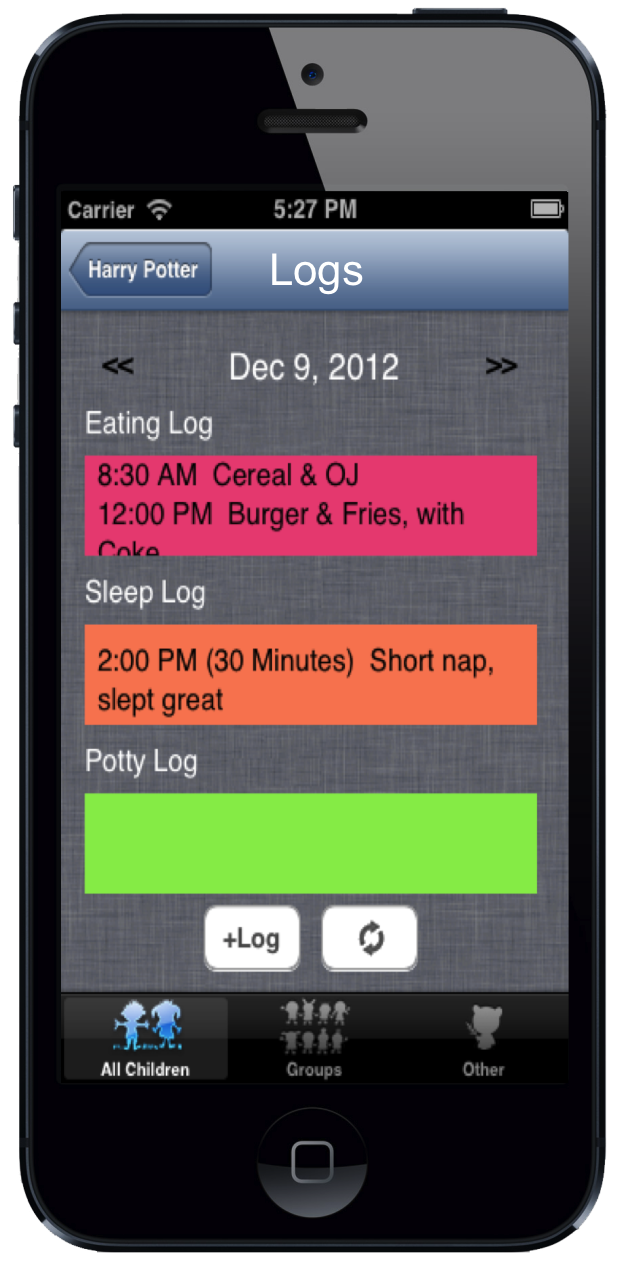 Carrier 5:27 PM
Harry Potter Logs
<< Dec 9, 2012 >>
Eating Log
8:30 AM Cereal & OJ
12:00 PM Burger & Fries, with
Coke
Sleep Log
2:00 PM (30 Minutes) Short nap,
slept great
Potty Log
+Log
All Children Groups Other